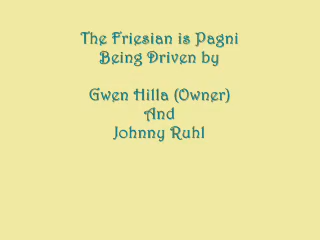 The Friesian is Pagni
Being Driven by
Gwen Hilla (Owner)
And
Johnny Ruhl